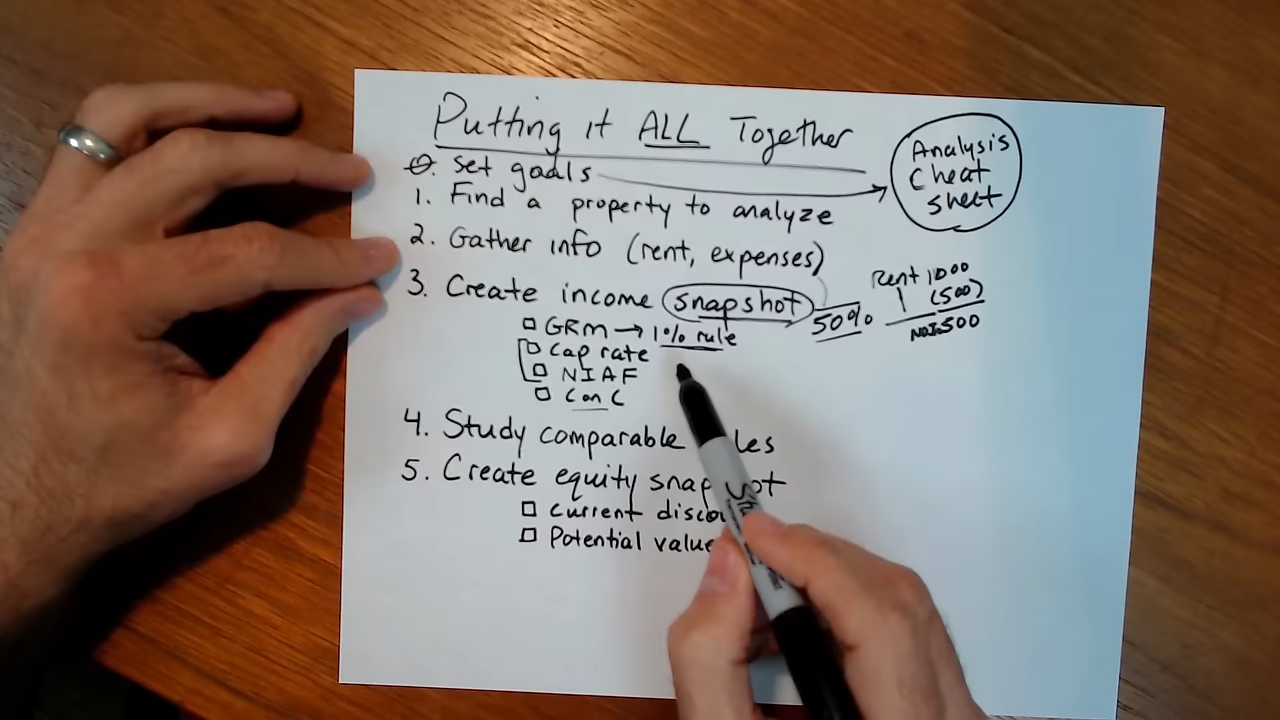 Putting it ALL Together
0. Set goals
Analysis
Cheat
Sheet
1. Find a property to analyze
2. Gather info (rent, expenses)
3. Create income snapshot
50%
Rent 1000
(500)
NOI 500
GRM → 1% rule
Cap rate
NIAF
ConC
4. Study comparable
5. Create equity
Current
Potential value